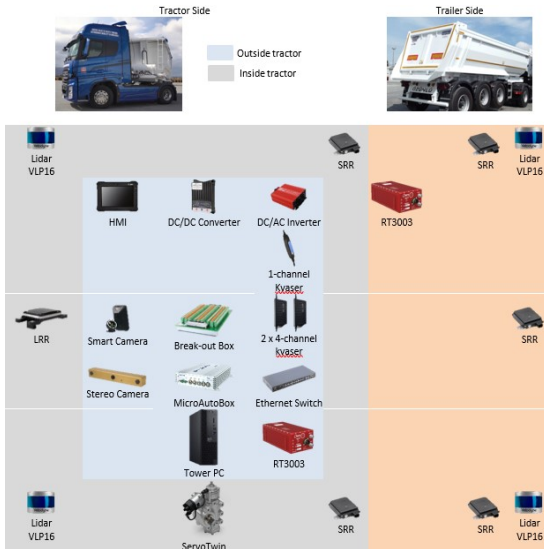 Tractor Side
Trailer Side
Outside tractor
Inside tractor
Lidar
VLP16
SRR
SRR
Lidar
VLP16
HMI
DC/DC Converter
DC/AC Inverter
RT3003
1-channel
Kvaser
LRR
Smart Camera
Break-out Box
2 x 4-channel
kvaser
SRR
Stereo Camera
MicroAutoBox
Ethernet Switch
Tower PC
RT3003
Lidar
VLP16
ServoTwin
SRR
SRR
Lidar
VLP16